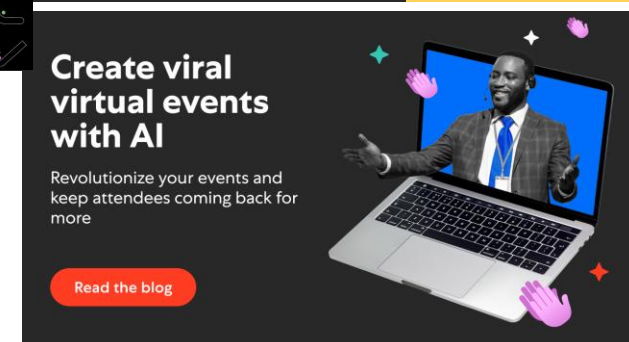 Create viral
virtual events
with AI
Revolutionize your events and
keep attendees coming back for
more
Read the blog